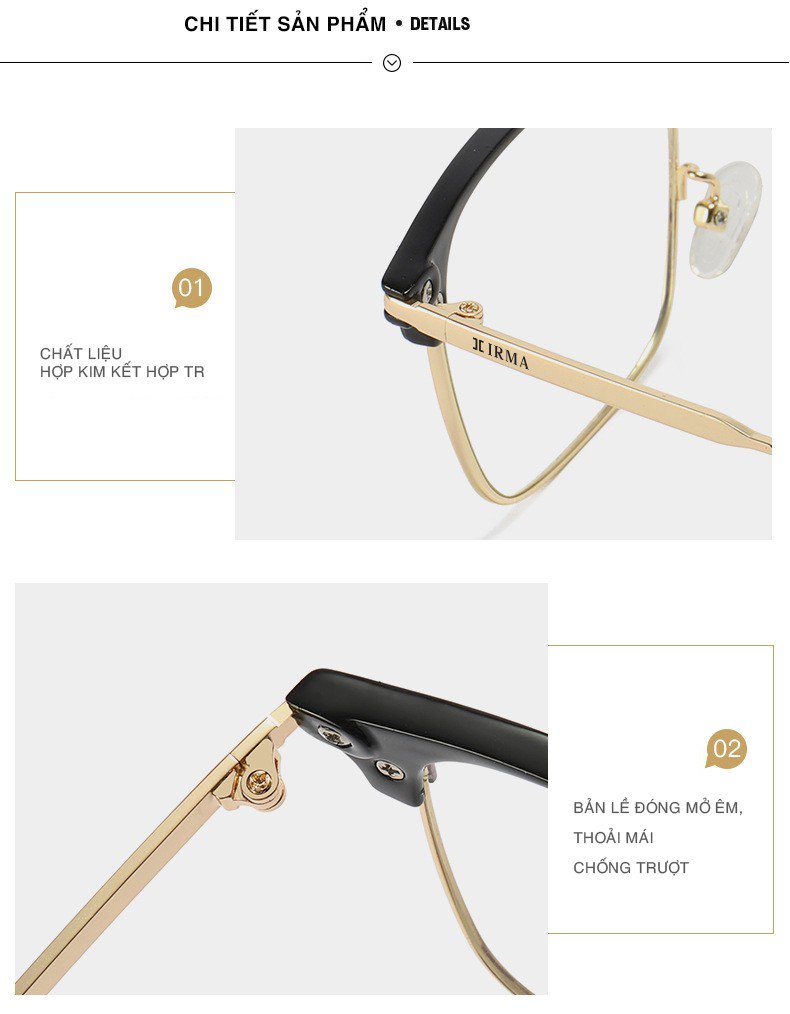 CHI TIẾT SẢN PHẨM • DETAILS
01
CHẤT LIỆU
HỢP KIM KẾT HỢP TR
IRMA
02
BẢN LỀ ĐÓNG MỞ ÊM,
THOẢI MÁI
CHỐNG TRƯỢT